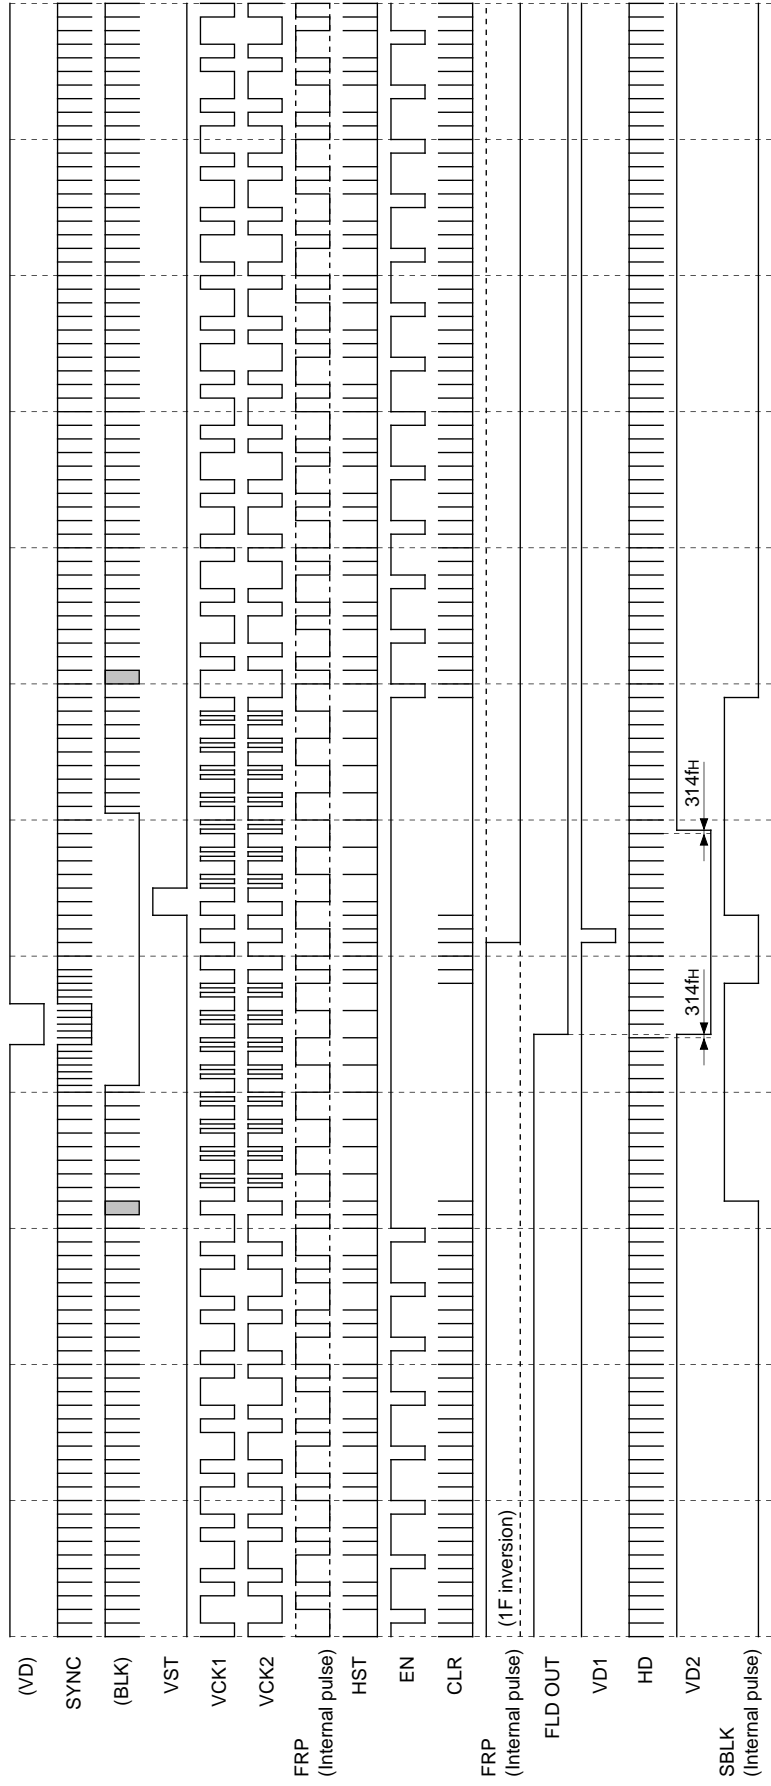 (VD)
SYNC
(BLK)
VST
VCK1
VCK2
FRP
(Internal pulse)
HST
EN
CLR
FRP
(Internal pulse)
(1F inversion)
FLD OUT
VD1
HD
VD2
314fH
314fH
SBLK
(Internal pulse)